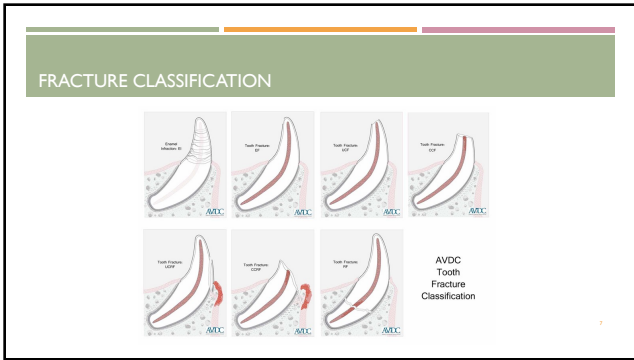 FRACTURE CLASSIFICATION
Enamel
Infraction: EI
Tooth Fracture:
EF
Tooth Fracture:
UCF
Tooth Fracture:
CCF
AVDC
AVDC
AVDC
AVDC
Tooth Fracture:
UCRF
Tooth Fracture:
CCRF
Tooth Fracture:
RF
AVDC
Tooth
Fracture
Classification
AVDC
AVDC
AVDC